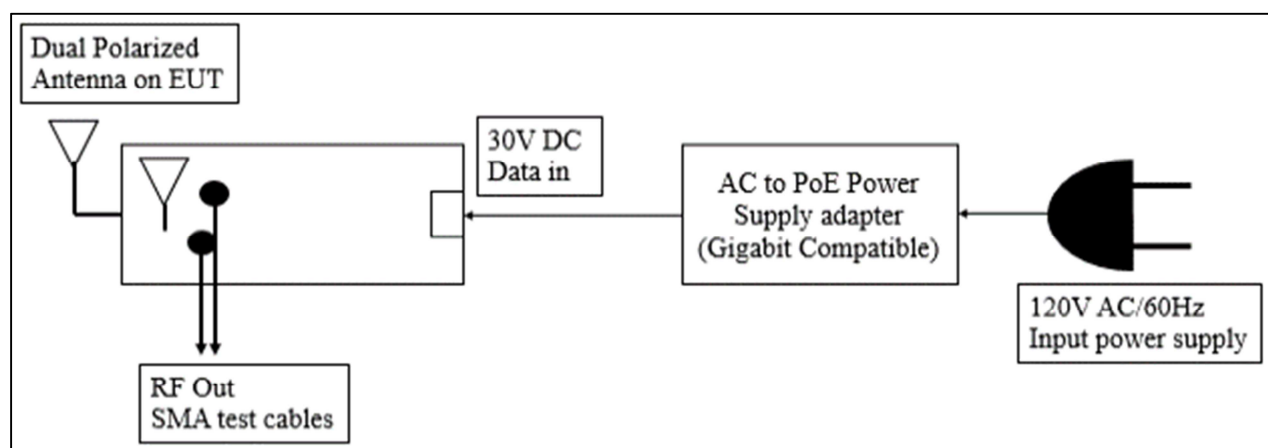 Dual Polarized
Antenna on EUT
30V DC
Data in
AC to PoE Power
Supply adapter
(Gigabit Compatible)
120V AC/60Hz
Input power supply
RF Out
SMA test cables